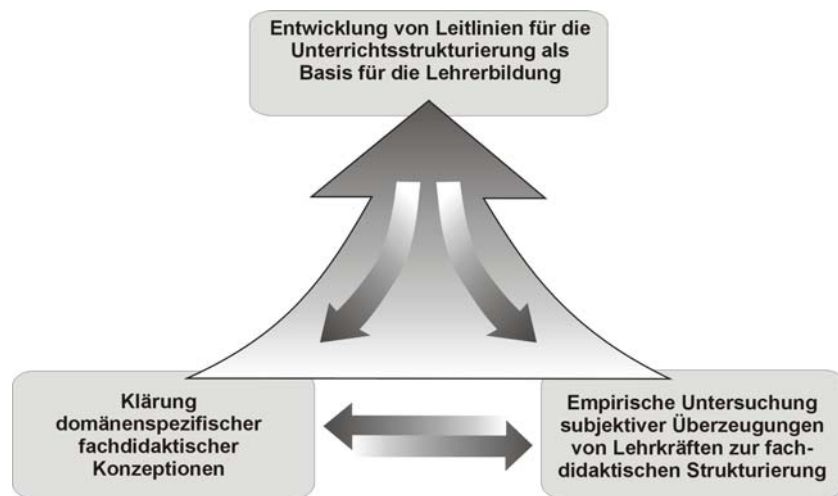 Entwicklung von Leitlinien für die
Unterrichtsstrukturierung als
Basis für die Lehrerbildung
Klärung
domänenspezifischer
fachdidaktischer
Konzeptionen
Empirische Untersuchung
subjektiver Überzeugungen
von Lehrkräften zur fach-
didaktischen Strukturierung